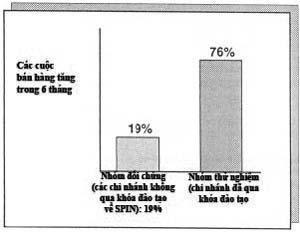 Các cuộc
bán hàng tăng
trong 6 tháng
76%
19%
Nhóm đối chứng
(các chi nhánh không
qua khóa đào tạo
về SPIN): 19%
Nhóm thử nghiệm
(chi nhánh đã qua
khóa đào tạo